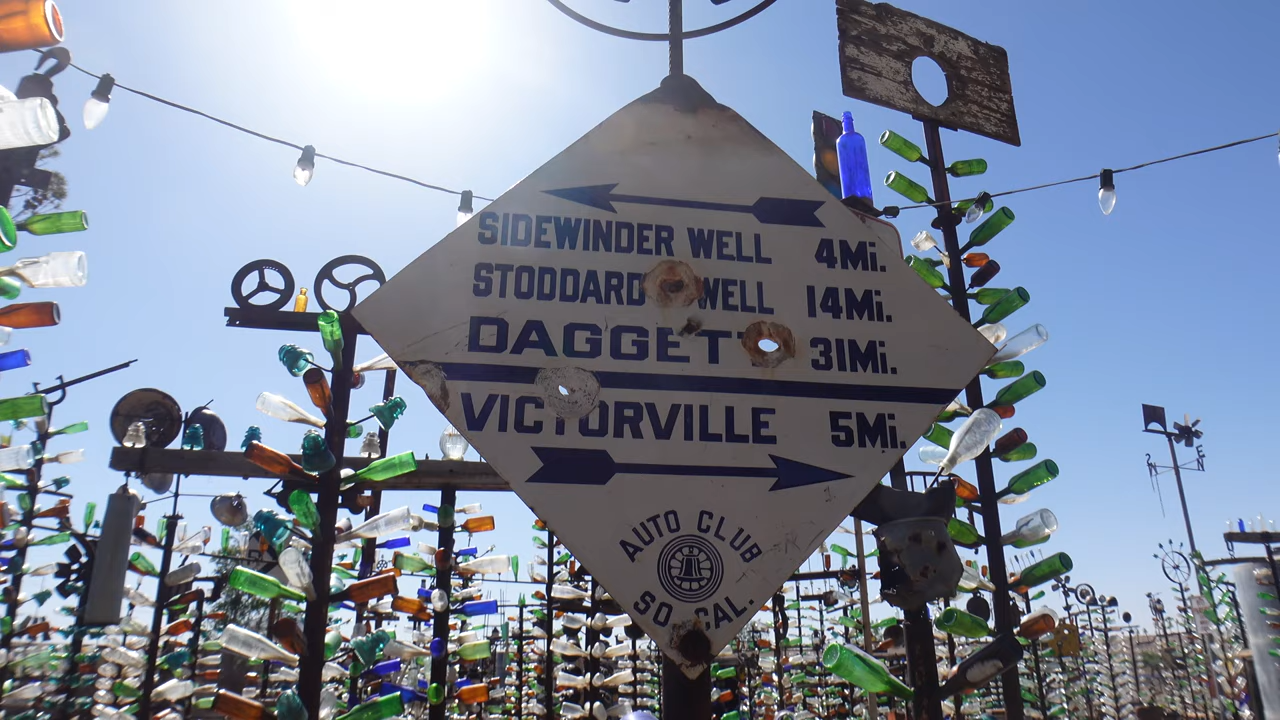 SIDEWINDER WELL 4Mi.
STODDARD WELL 14Mi.
DAGGETT 31Mi.
VICTORVILLE 5Mi.
AUTO CLUB
SO. CAL.
N E